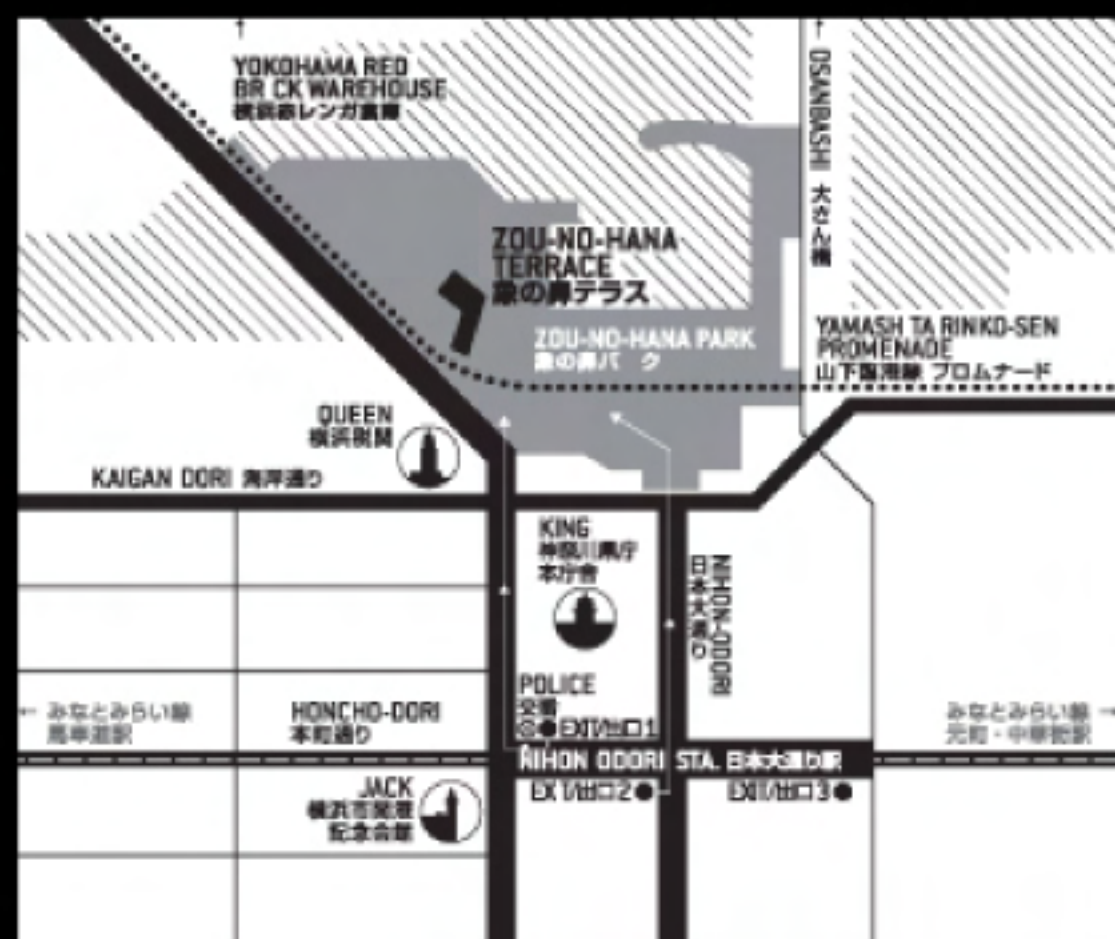 YOKOHAMA RED
BR CK WAREHOUSE
横浜赤レンガ倉庫
OSANBASHI 大さん橋
ZOU-NO-HANA
TERRACE
象の鼻テラス
ZOU-NO-HANA PARK
象の鼻パ ク
YAMASH TA RINKO-SEN
PROMENADE
山下臨港線 プロムナード
QUEEN
横浜税関
KAIGAN DORI 海岸通り
KING
神奈川県庁
本庁舎
NIHON-ODORI
日本大通り
POLICE
交番
EXIT/出口1
← みなとみらい線
馬車道駅
HONCHO-DORI
本町通り
みなとみらい線 →
元町・中華街駅
NIHON ODORI STA. 日本大通り駅
EXIT/出口2
EXIT/出口3
JACK
横浜市開港
記念会館